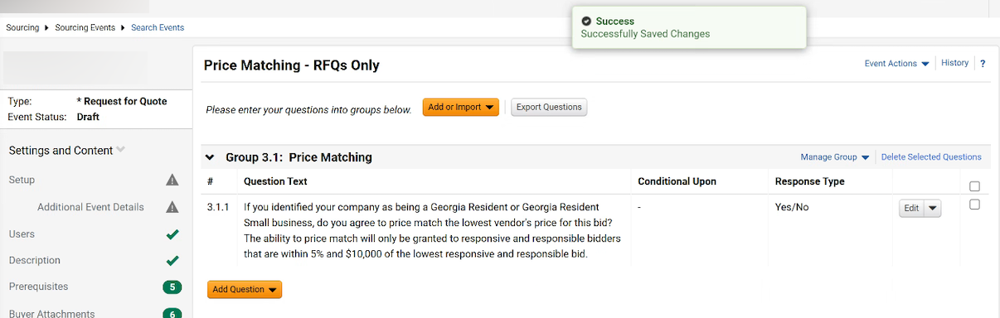 Sourcing Sourcing Events Search Events
Success
Successfully Saved Changes
Type: * Request for Quote
Event Status: Draft
Settings and Content
Setup
Additional Event Details
Users
Description
Prerequisites 5
Buyer Attachments 6
Price Matching - RFQs Only
Event Actions History ?
Please enter your questions into groups below. Add or Import Export Questions
Group 3.1: Price Matching Manage Group Delete Selected Questions
# Question Text Conditional Upon Response Type
3.1.1 If you identified your company as being a Georgia Resident or Georgia Resident - Yes/No Edit
Small business, do you agree to price match the lowest vendor's price for this bid?
The ability to price match will only be granted to responsive and responsible bidders
that are within 5% and $10,000 of the lowest responsive and responsible bid.
Add Question